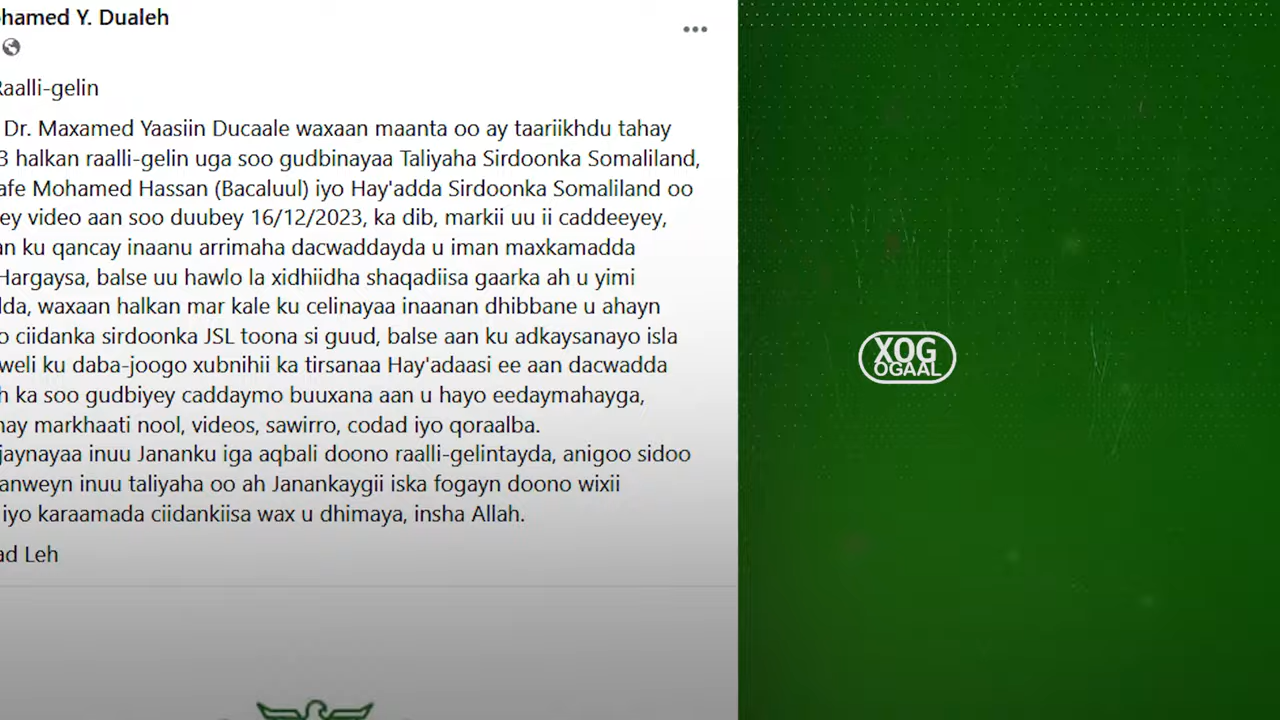 hamed Y. Dualeh
Raalli-gelin
Dr. Maxamed Yaasiin Ducaale waxaan maanta oo ay taariikhdu tahay
3 halkan raalli-gelin uga soo gudbinayaa Taliyaha Sirdoonka Somaliland,
afe Mohamed Hassan (Bacaluul) iyo Hay'adda Sirdoonka Somaliland oo
ey video aan soo duubey 16/12/2023, ka dib, markii uu ii caddeeyey,
an ku qancay inaanu arrimaha dacwaddayda u iman maxkamadda
Hargaysa, balse uu hawlo la xidhiidha shaqadiisa gaarka ah u yimi
dda, waxaan halkan mar kale ku celinayaa inaanan dhibbane u ahayn
o ciidanka sirdoonka JSL toona si guud, balse aan ku adkaysanayo isla
weli ku daba-joogo xubnihii ka tirsanaa Hay'adaasi ee aan dacwadda
h ka soo gudbiyey caddaymo buuxana aan u hayo eedaymahayga,
hay markhaati nool, videos, sawirro, codad iyo qoraalba.
jaynayaa inuu Jananku iga aqbali doono raalli-gelintayda, anigoo sidoo
anweyn inuu taliyaha oo ah Janankaygii iska fogayn doono wixii
iyo karaamada ciidankiisa wax u dhimaya, insha Allah.
ad Leh
XOG
OGAAL